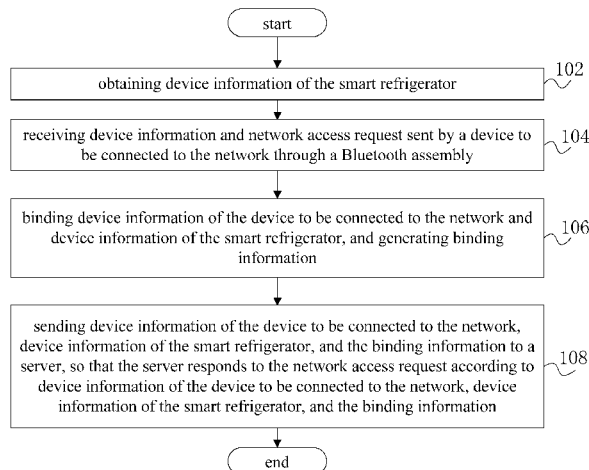 start
obtaining device information of the smart refrigerator
102
receiving device information and network access request sent by a device to
be connected to the network through a Bluetooth assembly
104
binding device information of the device to be connected to the network and
device information of the smart refrigerator, and generating binding
information
106
sending device information of the device to be connected to the network,
device information of the smart refrigerator, and the binding information to a
server, so that the server responds to the network access request according to
device information of the device to be connected to the network, device
information of the smart refrigerator, and the binding information
108
end